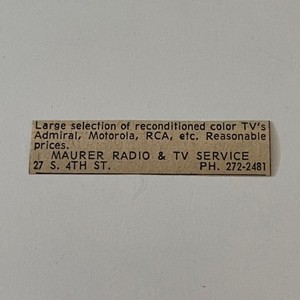 Large selection of reconditioned color TV's
Admiral, Motorola, RCA, etc. Reasonable
prices.
MAURER RADIO & TV SERVICE
27 S. 4TH ST. PH. 272-2481